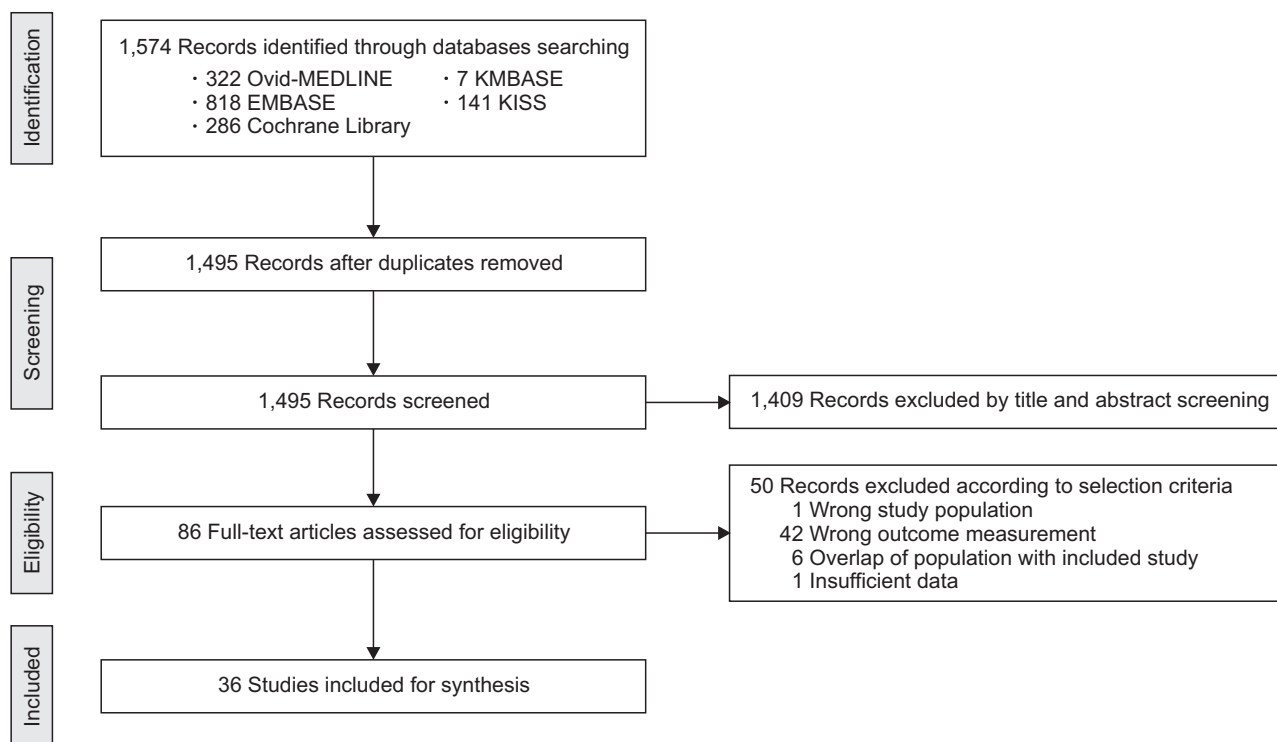 Identification
1,574 Records identified through databases searching
· 322 Ovid-MEDLINE · 7 KMBASE
· 818 EMBASE · 141 KISS
· 286 Cochrane Library
Screening
1,495 Records after duplicates removed
1,495 Records screened
1,409 Records excluded by title and abstract screening
Eligibility
86 Full-text articles assessed for eligibility
50 Records excluded according to selection criteria
1 Wrong study population
42 Wrong outcome measurement
6 Overlap of population with included study
1 Insufficient data
Included
36 Studies included for synthesis